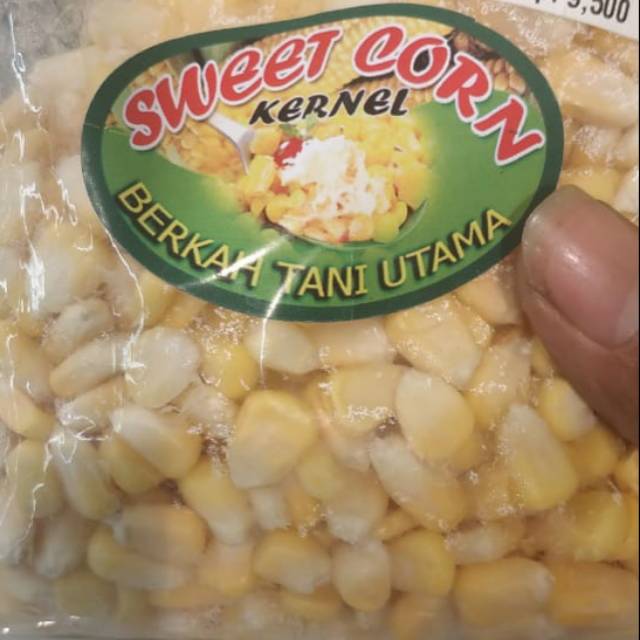 SWEET CORN
KERNEL
BERKAH TANI UTAMA